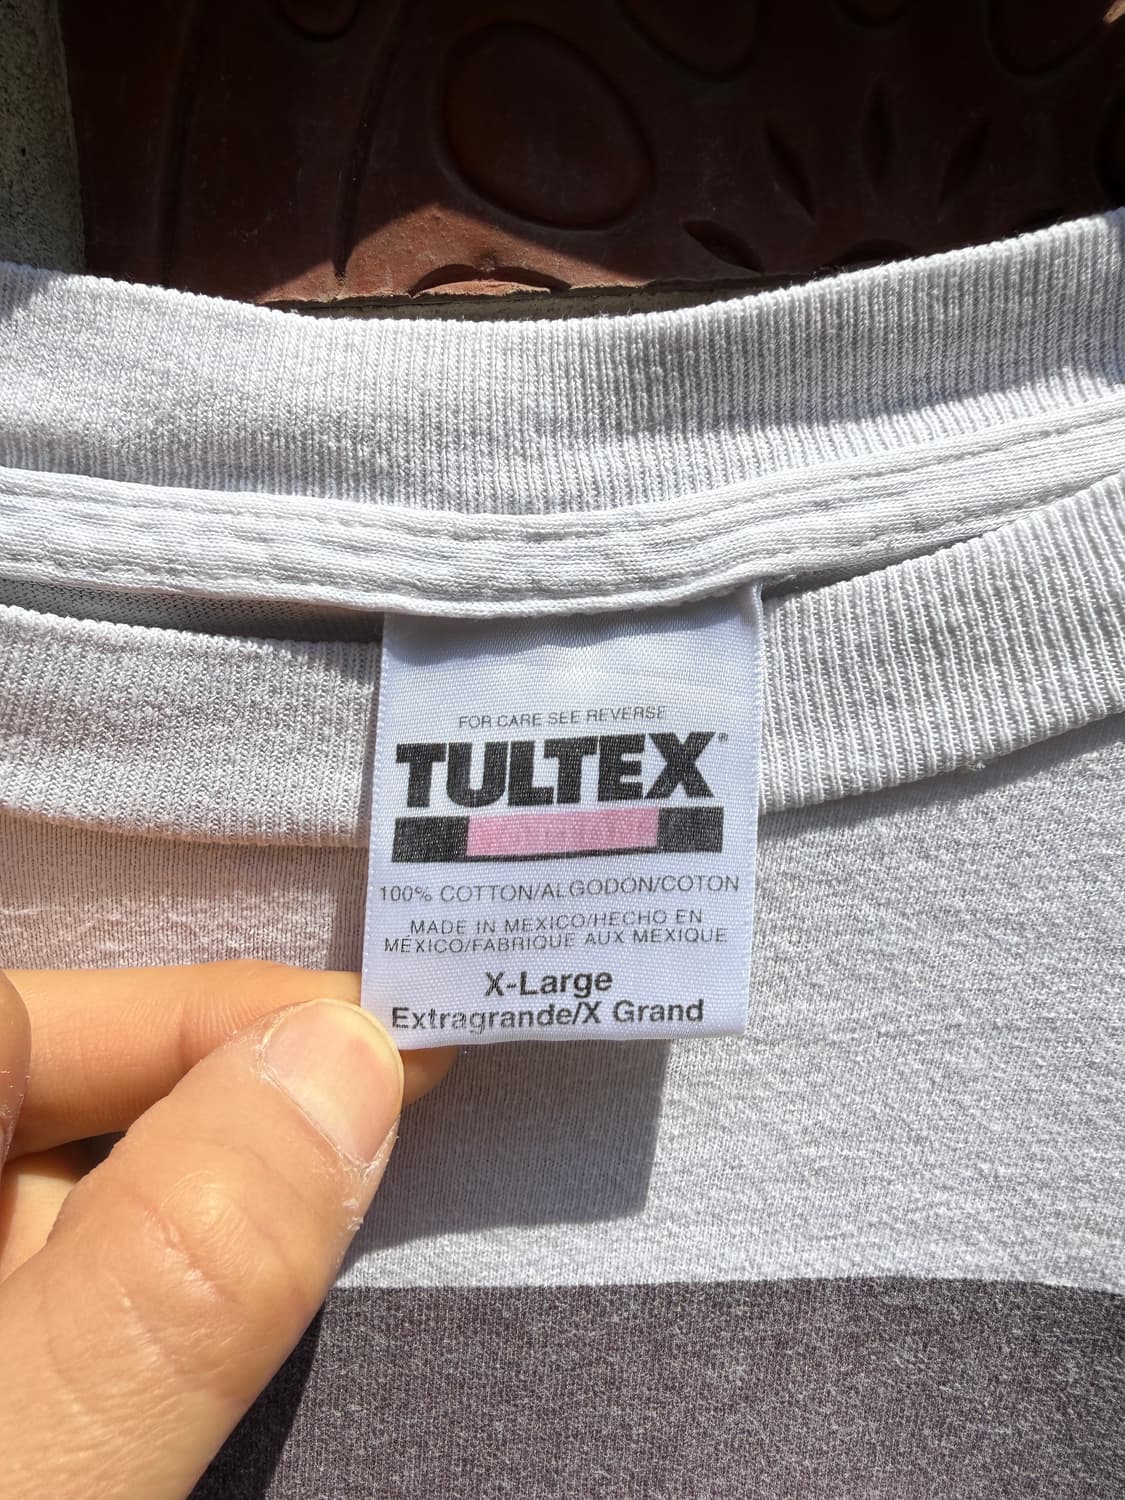 FOR CARE SEE REVERSE
TULTEX®
100% COTTON/ALGODÓN/COTON
MADE IN MEXICO/HECHO EN
MÉXICO/FABRIQUE AUX MEXIQUE
X-Large
Extragrande/X Grand